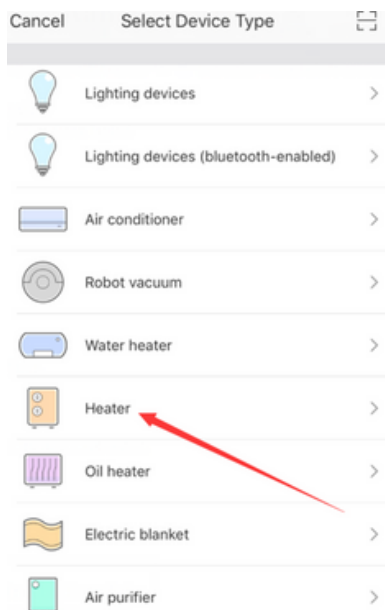 Cancel Select Device Type
Lighting devices
Lighting devices (bluetooth-enabled)
Air conditioner
Robot vacuum
Water heater
Heater
Oil heater
Electric blanket
Air purifier